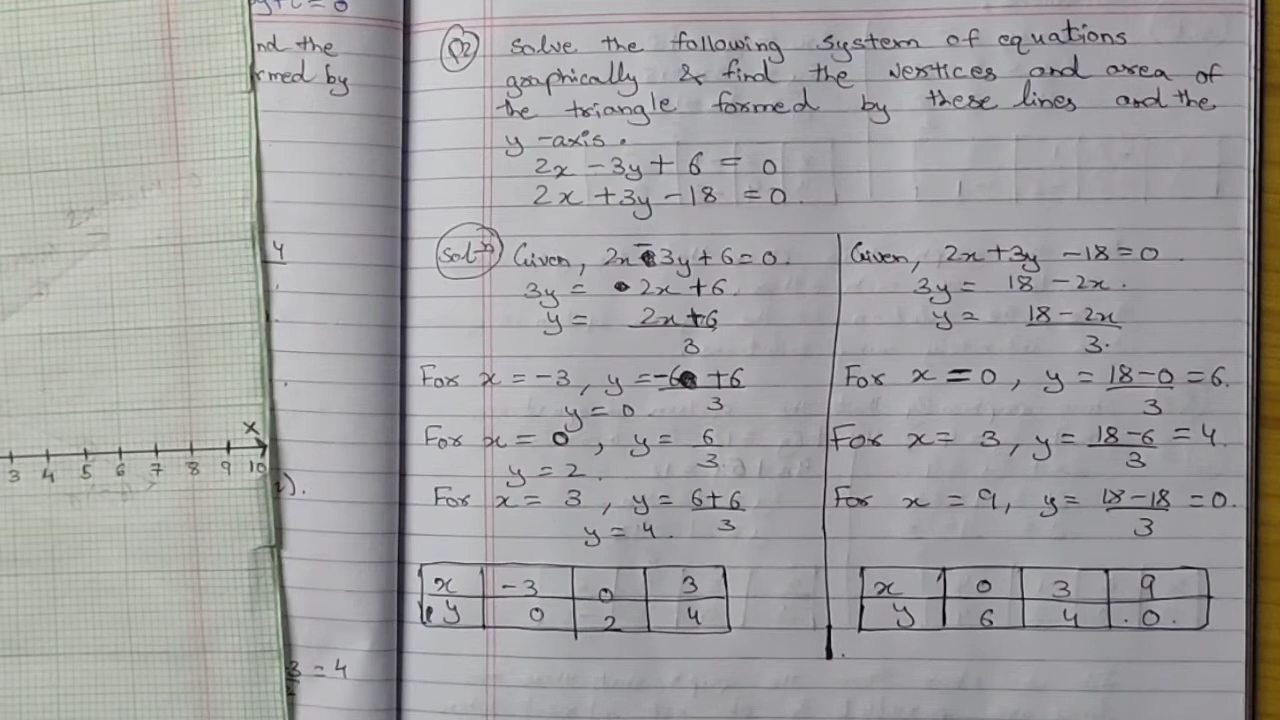 y+c=0
nd the
rmed by
4
X
3 4 5 6 7 8 9 10
3 = 4
Q2 Solve the following system of equations
graphically & find the vertices and area of
the triangle formed by these lines and the
y-axis.
2x - 3y + 6 = 0
2x + 3y - 18 = 0.
Solⁿ Given, 2x - 3y + 6 = 0.
3y = 2x + 6.
y = (2x + 6)/3
For x = -3, y = (-6 + 6)/3
y = 0
For x = 0, y = 6/3.
y = 2.
For x = 3, y = (6+6)/3
y = 4.
x -3 0 3
y 0 2 4
Given, 2x + 3y - 18 = 0.
3y = 18 - 2x.
y = (18 - 2x)/3.
For x = 0, y = (18 - 0)/3 = 6.
For x = 3, y = (18 - 6)/3 = 4.
For x = 9, y = (18 - 18)/3 = 0.
x 0 3 9
y 6 4 0